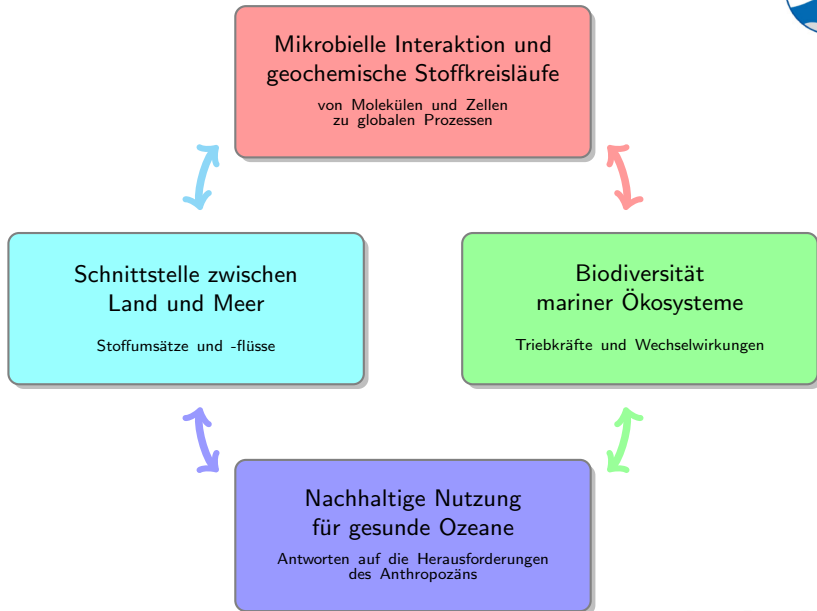 Mikrobielle Interaktion und
geochemische Stoffkreisläufe
von Molekülen und Zellen
zu globalen Prozessen
Schnittstelle zwischen
Land und Meer
Stoffumsätze und -flüsse
Biodiversität
mariner Ökosysteme
Triebkräfte und Wechselwirkungen
Nachhaltige Nutzung
für gesunde Ozeane
Antworten auf die Herausforderungen
des Anthropozäns